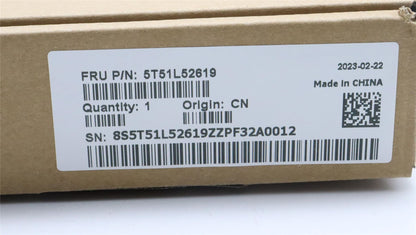 FRU P/N: 5T51L52619
2023-02-22
Made in CHINA
Quantity: 1 Origin: CN
SN: 8S5T51L52619ZZPF32A0012